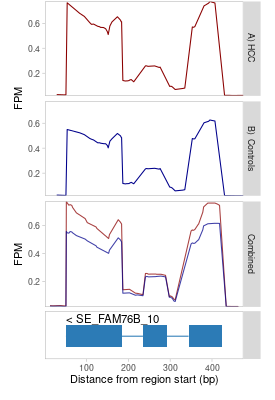 0.6
0.4
0.2
A) HCC
FPM
0.6
0.4
0.2
B) Controls
0.6
0.4
0.2
Combined
FPM
< SE_FAM76B_10
100 200 300 400
Distance from region start (bp)